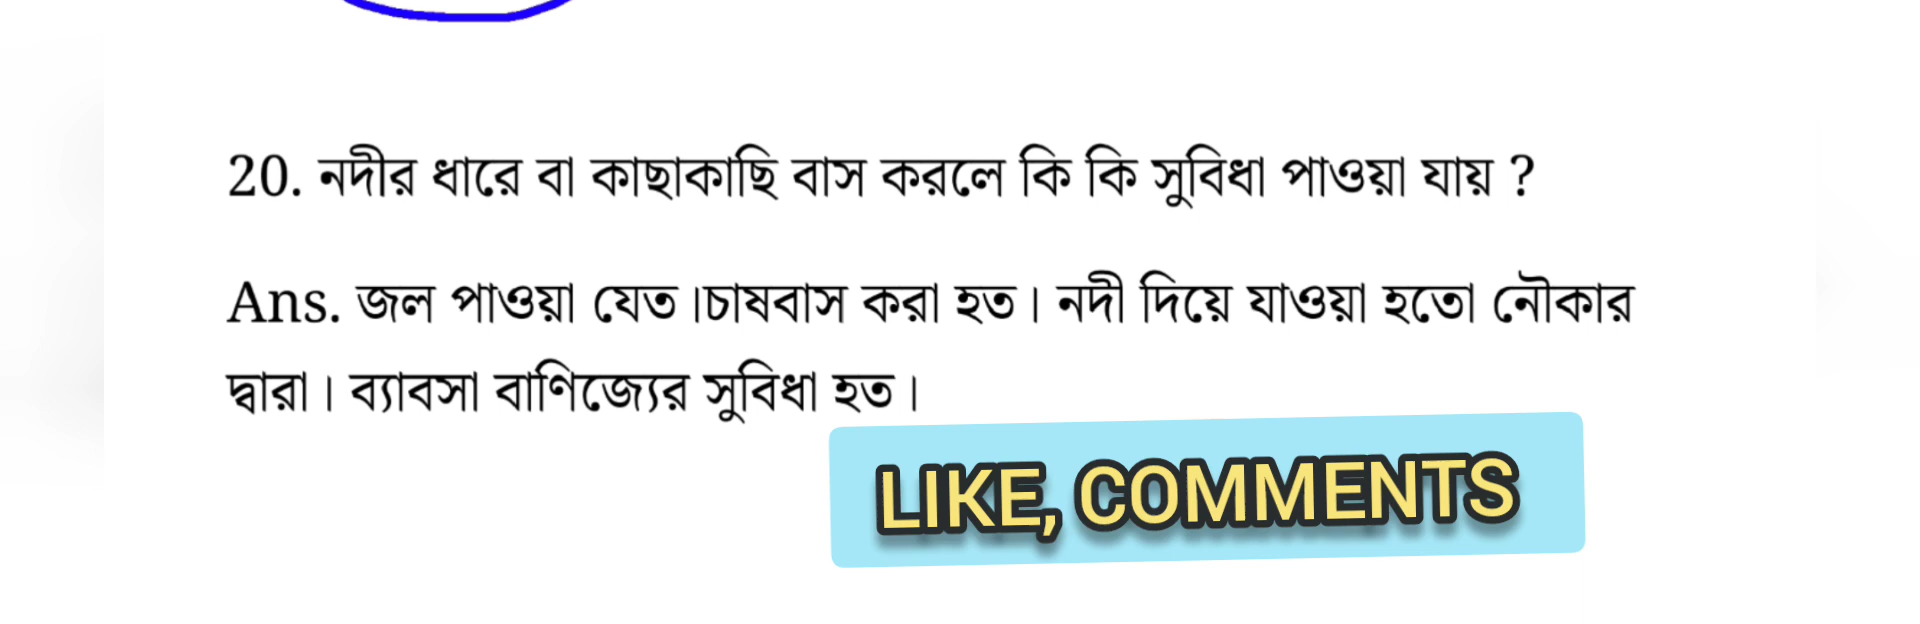 20. নদীর ধারে বা কাছাকাছি বাস করলে কি কি সুবিধা পাওয়া যায় ?
Ans. জল পাওয়া যেত।চাষবাস করা হত। নদী দিয়ে যাওয়া হতো নৌকার
দ্বারা। ব্যাবসা বাণিজ্যের সুবিধা হত।
LIKE, COMMENTS